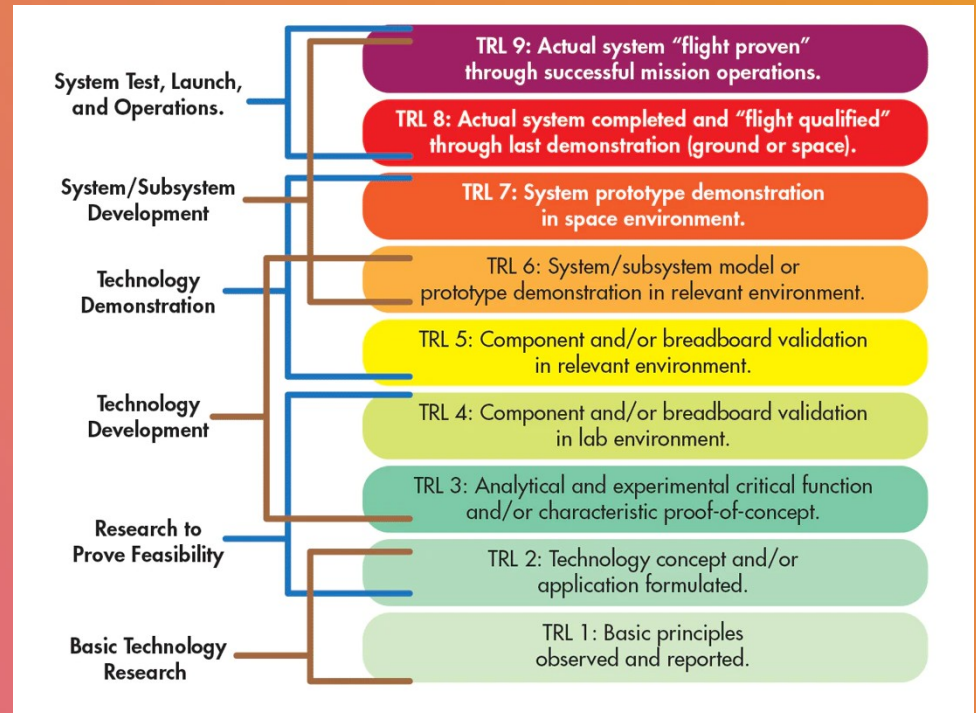 System Test, Launch,
and Operations.
System/Subsystem
Development
Technology
Demonstration
Technology
Development
Research to
Prove Feasibility
Basic Technology
Research
TRL 9: Actual system “flight proven”
through successful mission operations.
TRL 8: Actual system completed and “flight qualified”
through last demonstration (ground or space).
TRL 7: System prototype demonstration
in space environment.
TRL 6: System/subsystem model or
prototype demonstration in relevant environment.
TRL 5: Component and/or breadboard validation
in relevant environment.
TRL 4: Component and/or breadboard validation
in lab environment.
TRL 3: Analytical and experimental critical function
and/or characteristic proof-of-concept.
TRL 2: Technology concept and/or
application formulated.
TRL 1: Basic principles
observed and reported.